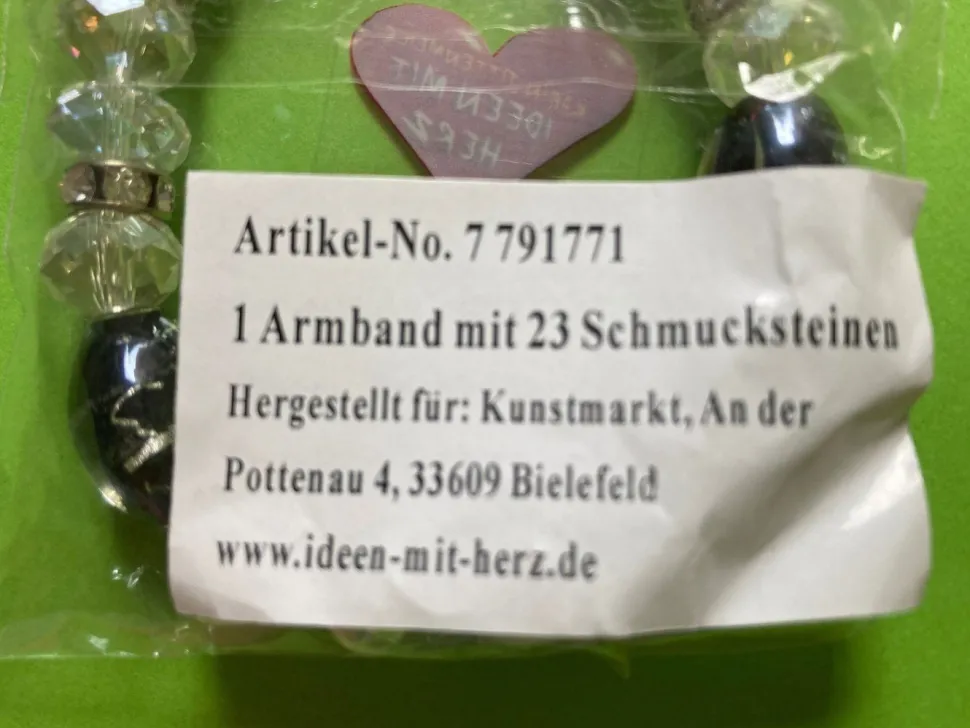 IDEEN MIT
HERZ
Artikel-No. 7 791771
1 Armband mit 23 Schmucksteinen
Hergestellt für: Kunstmarkt, An der
Pottenau 4, 33609 Bielefeld
www.ideen-mit-herz.de